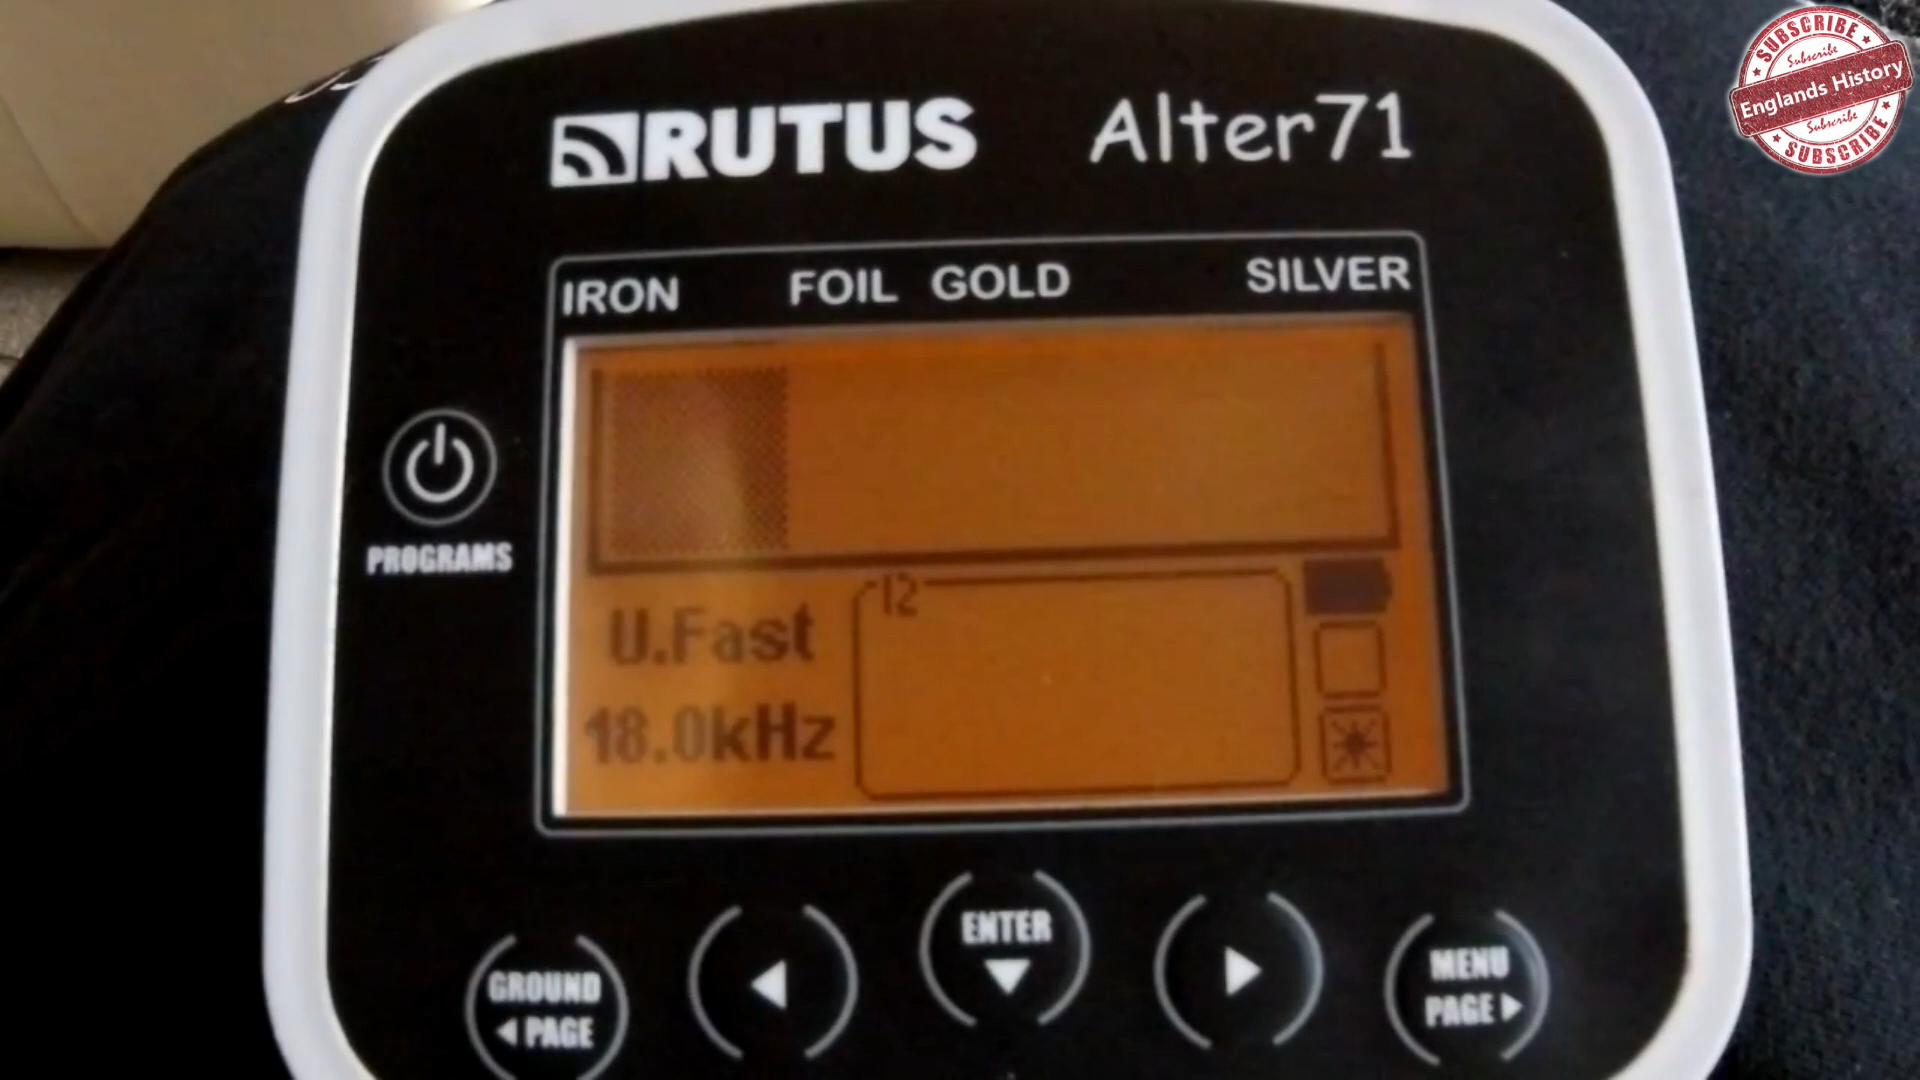 SUBSCRIBE
Subscribe
Englands History
Subscribe
SUBSCRIBE
RUTUS Alter71
IRON FOIL GOLD SILVER
PROGRAMS
12
U.Fast
18.0kHz
ENTER
GROUND
PAGE
MENU
PAGE